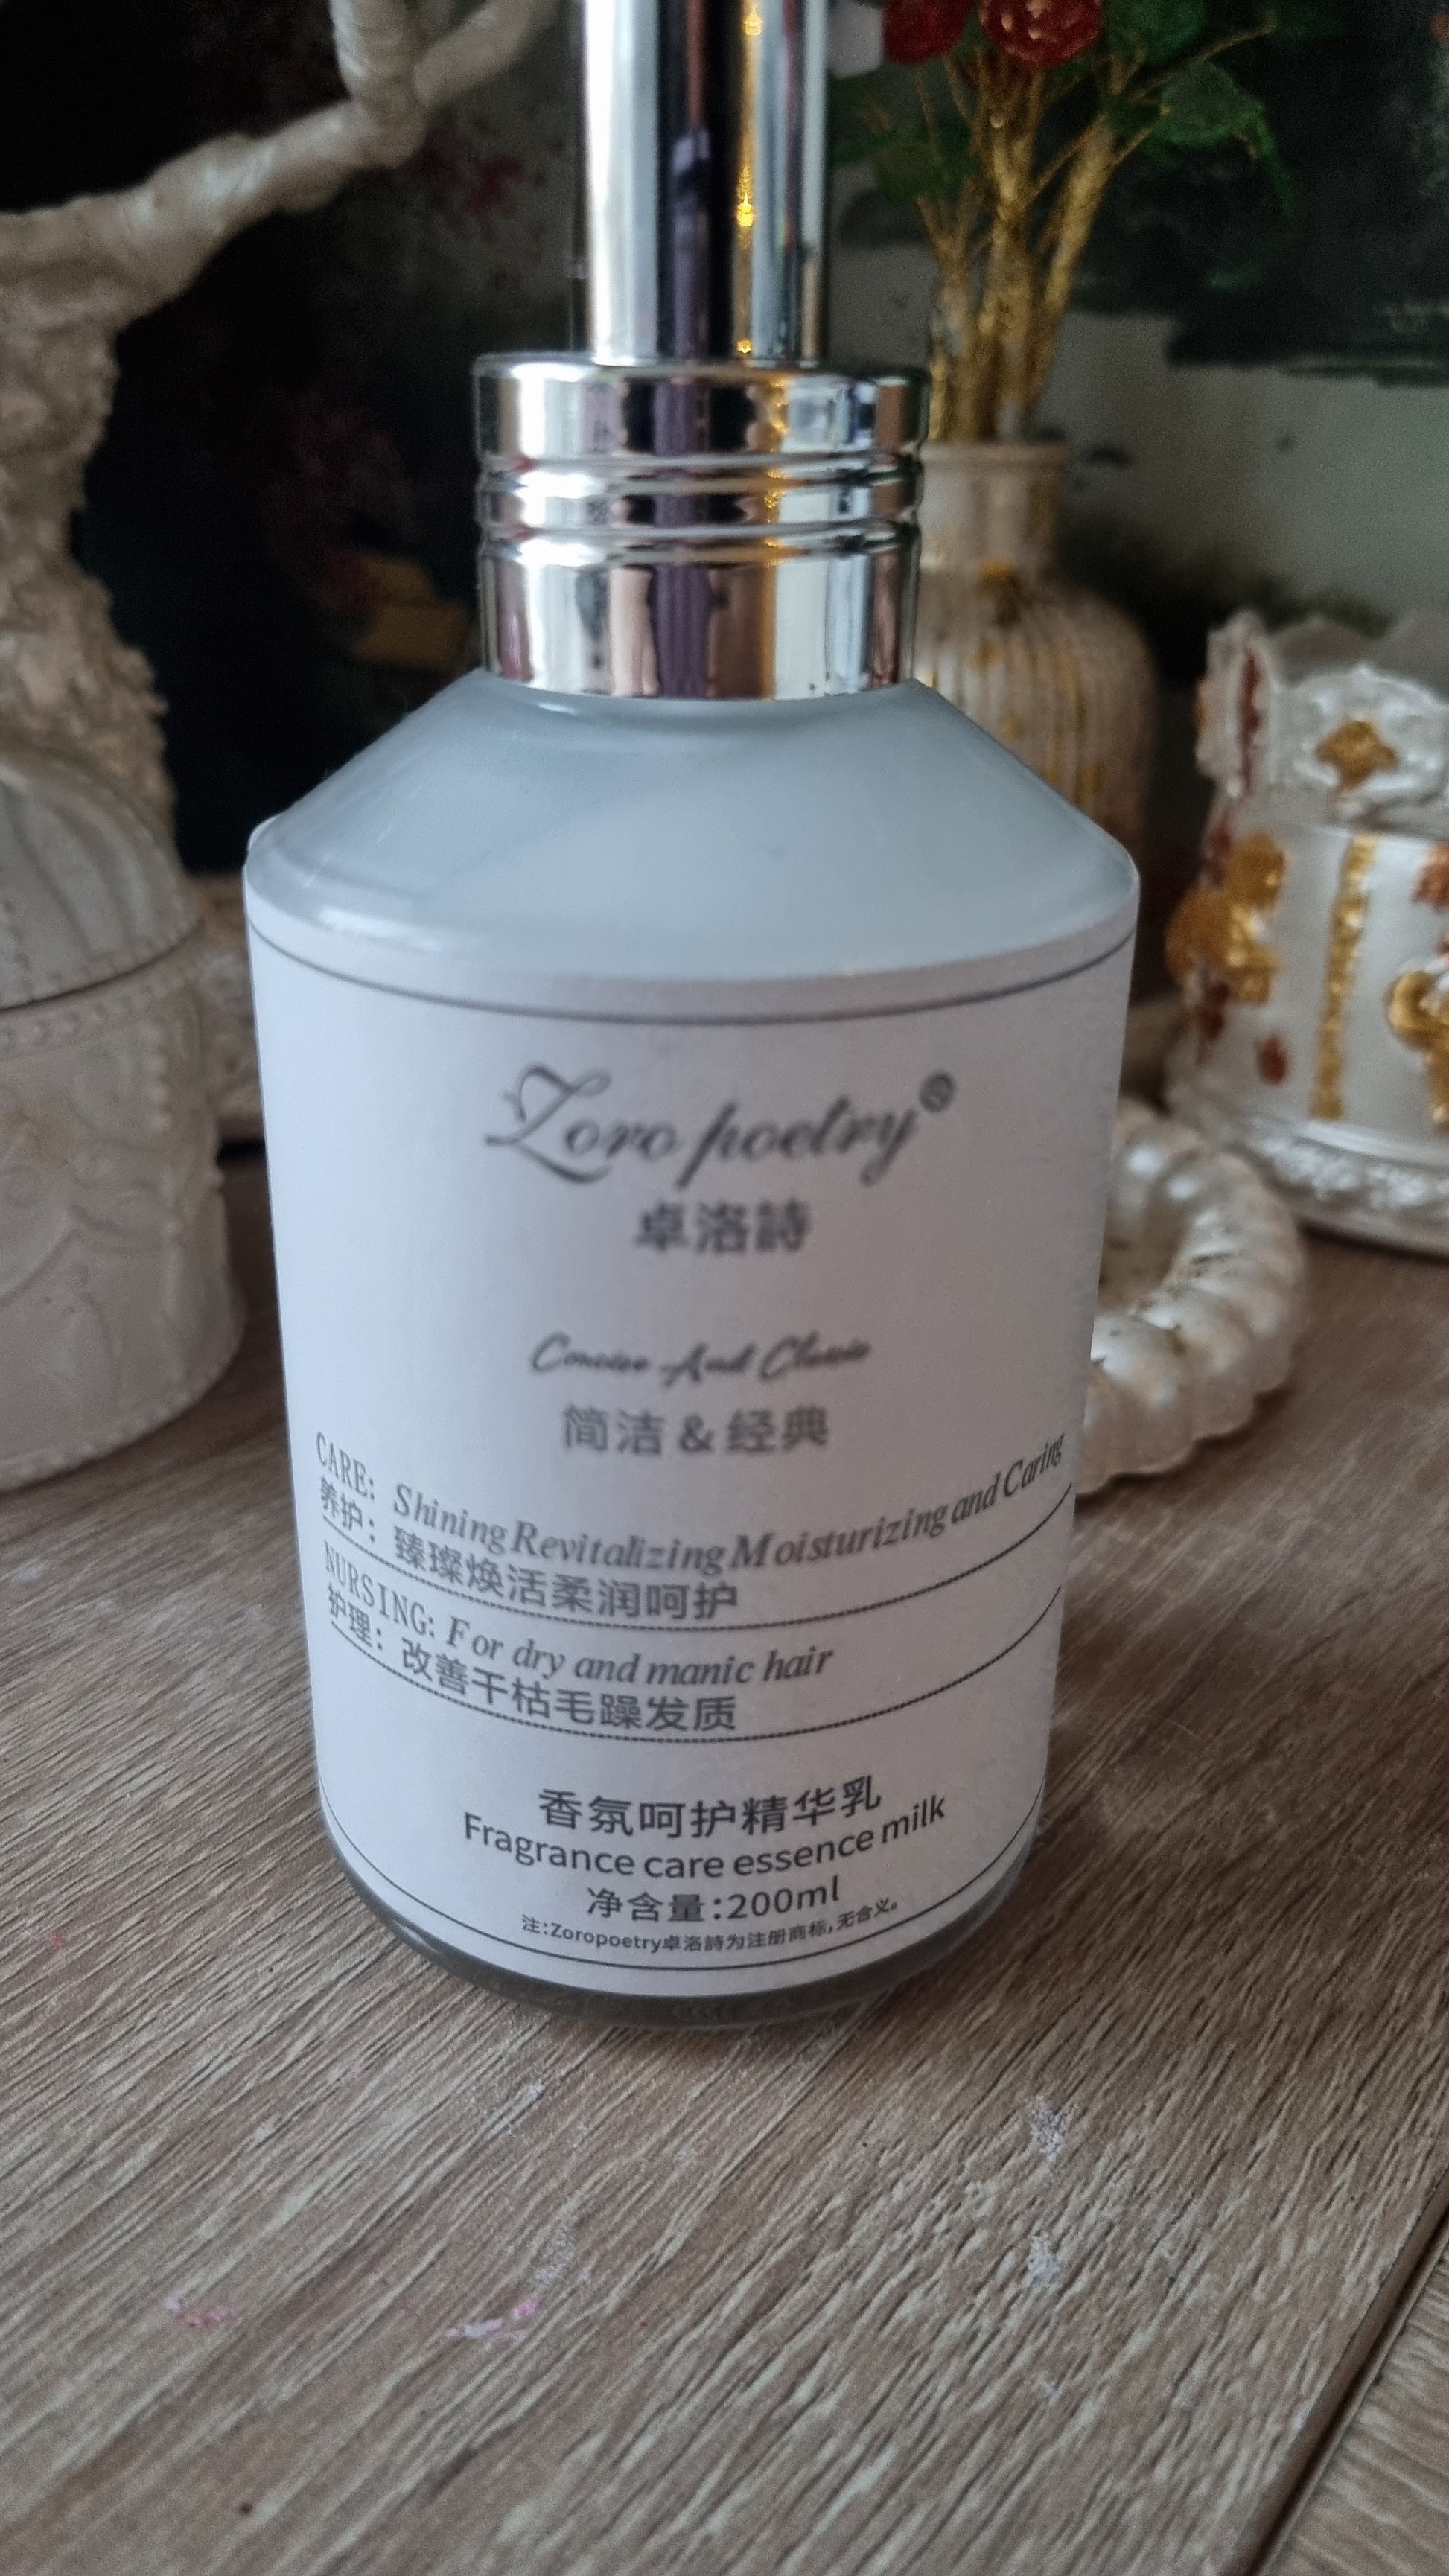 Zoro poetry®
卓洛詩
Concise And Classic
简洁 & 经典
CARE: Shining Revitalizing Moisturizing and Caring
养护：臻璨焕活柔润呵护
NURSING: For dry and manic hair
护理：改善干枯毛躁发质
香氛呵护精华乳
Fragrance care essence milk
净含量:200ml
注:Zoropoetry卓洛詩为注册商标,无含义。